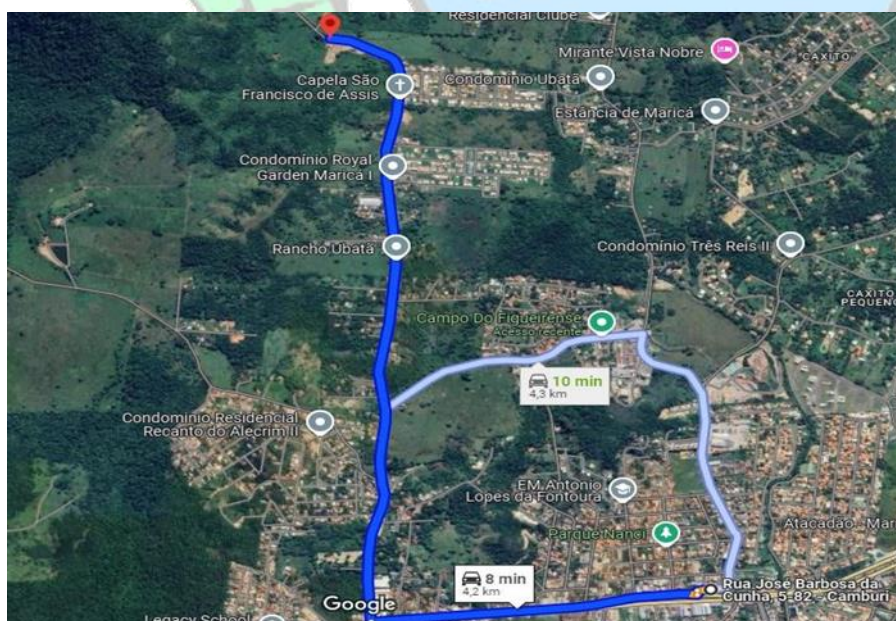 Residencial Clube
Mirante Vista Nobre
CAXITO
Capela São
Francisco de Assis
Condomínio Ubatã
Estância de Maricá
Condomínio Royal
Garden Maricá I
Rancho Ubatã
Condomínio Três Reis II
CAXITO
PEQUENO
Campo Do Figueirense
Acesso recente
10 min
4,3 km
Condomínio Residencial
Recanto do Alecrim II
EM Antonio
Lopes da Fontoura
Parque Nanci
Atacadão - Mar
8 min
4,2 km
Rua José Barbosa da
Cunha, 5-82 - Camburi
Google
Legacy School